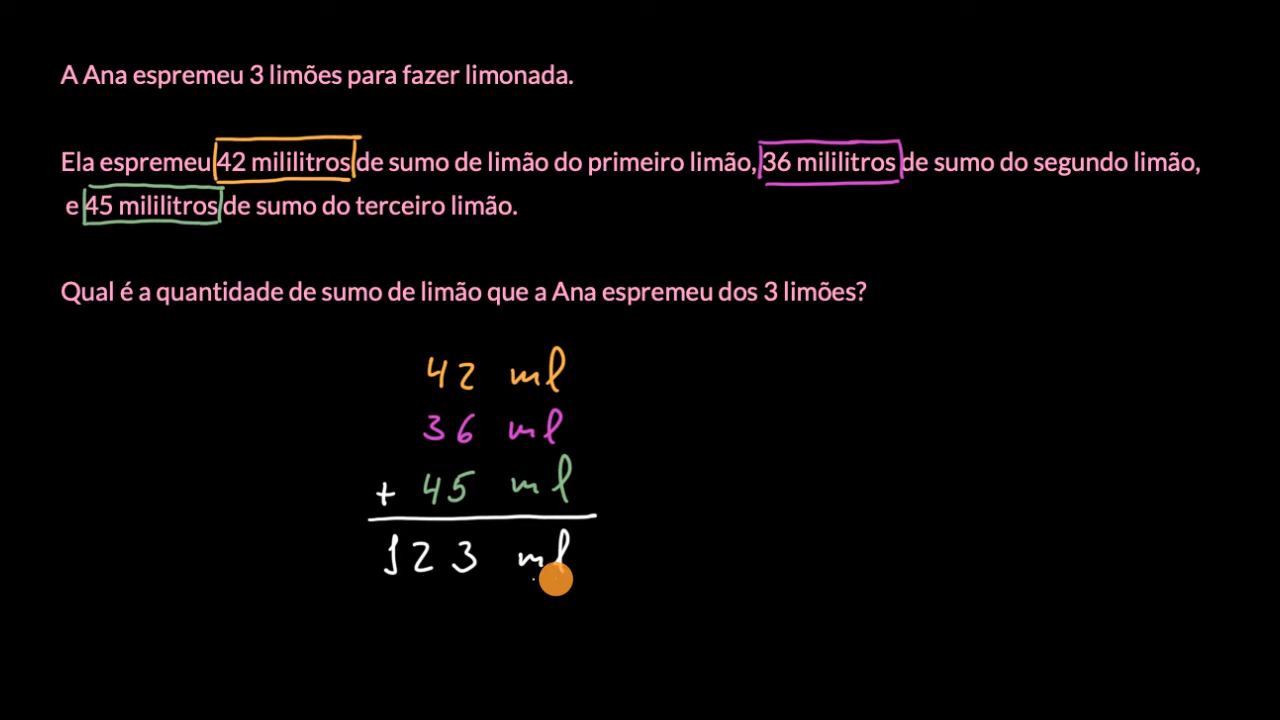 A Ana espremeu 3 limões para fazer limonada.
Ela espremeu 42 mililitros de sumo de limão do primeiro limão, 36 mililitros de sumo do segundo limão,
e 45 mililitros de sumo do terceiro limão.
Qual é a quantidade de sumo de limão que a Ana espremeu dos 3 limões?
42 ml
36 ml
+ 45 ml
123 ml